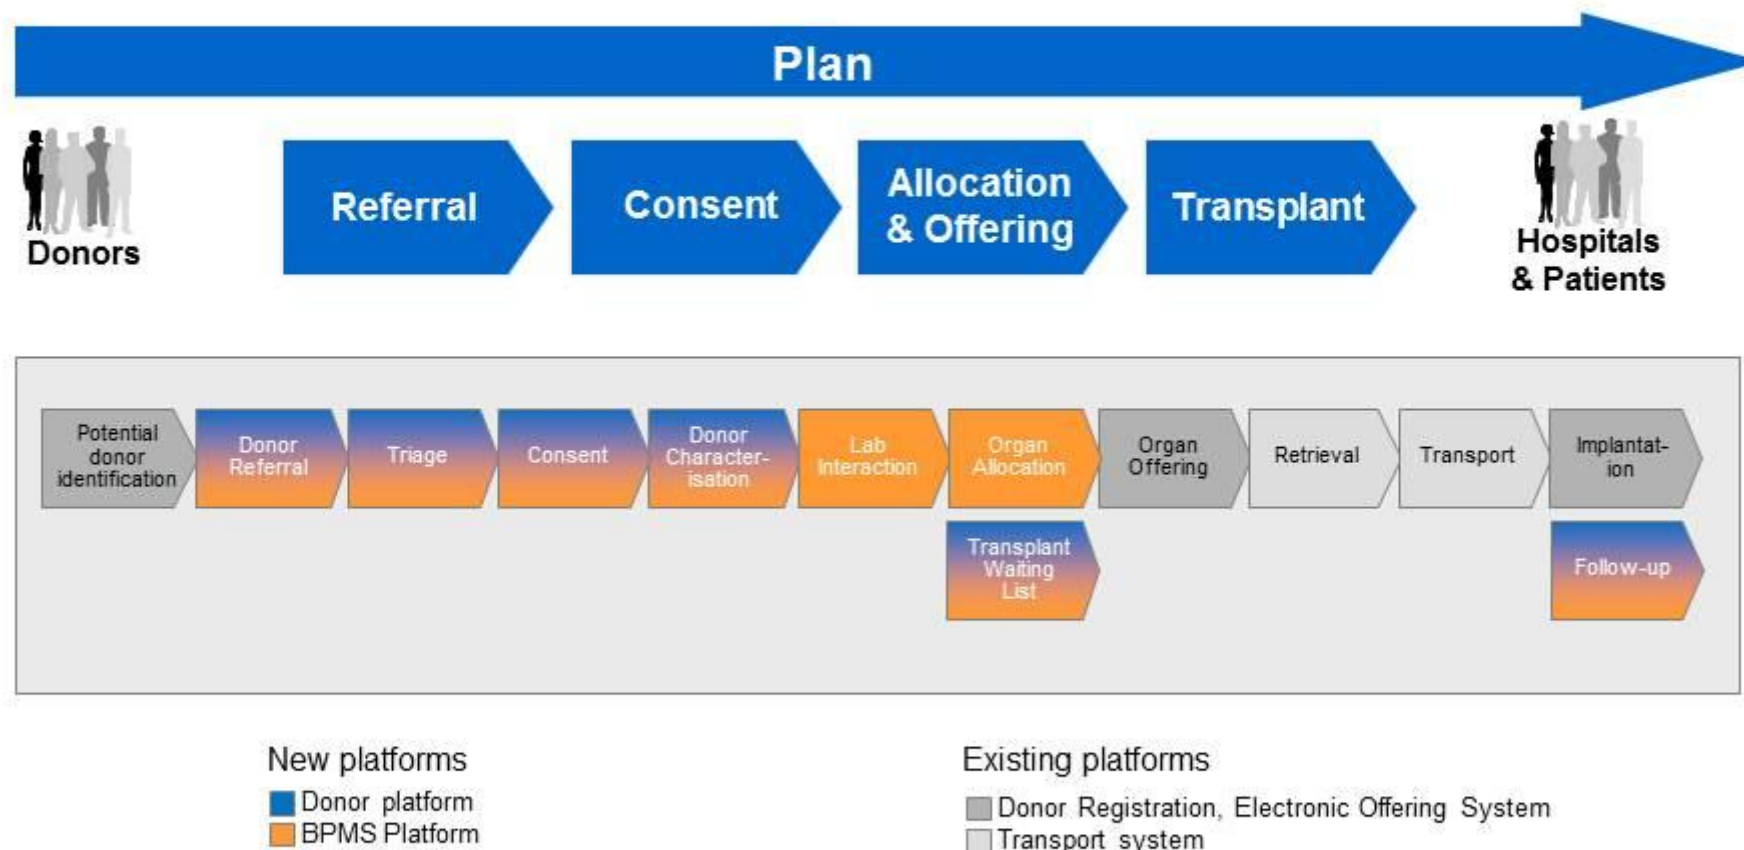 Plan
Donors
Referral
Consent
Allocation
& Offering
Transplant
Hospitals
& Patients
Potential
donor
identification
Donor
Referral
Triage
Consent
Donor
Character-
isation
Lab
Interaction
Organ
Allocation
Organ
Offering
Retrieval
Transport
Implantat-
ion
Transplant
Waiting
List
Follow-up
New platforms
Donor platform
BPMS Platform
Existing platforms
Donor Registration, Electronic Offering System
Transport system